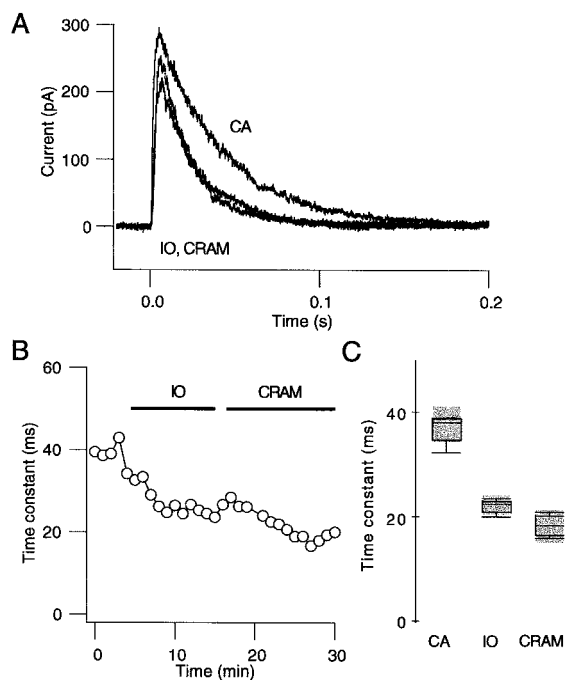 A
300
200
100
0
Current (pA)
CA
IO, CRAM
0.0
0.1
0.2
Time (s)
B
60
40
20
0
Time constant (ms)
IO
CRAM
0
10
20
30
Time (min)
C
40
20
0
Time constant (ms)
CA
IO
CRAM